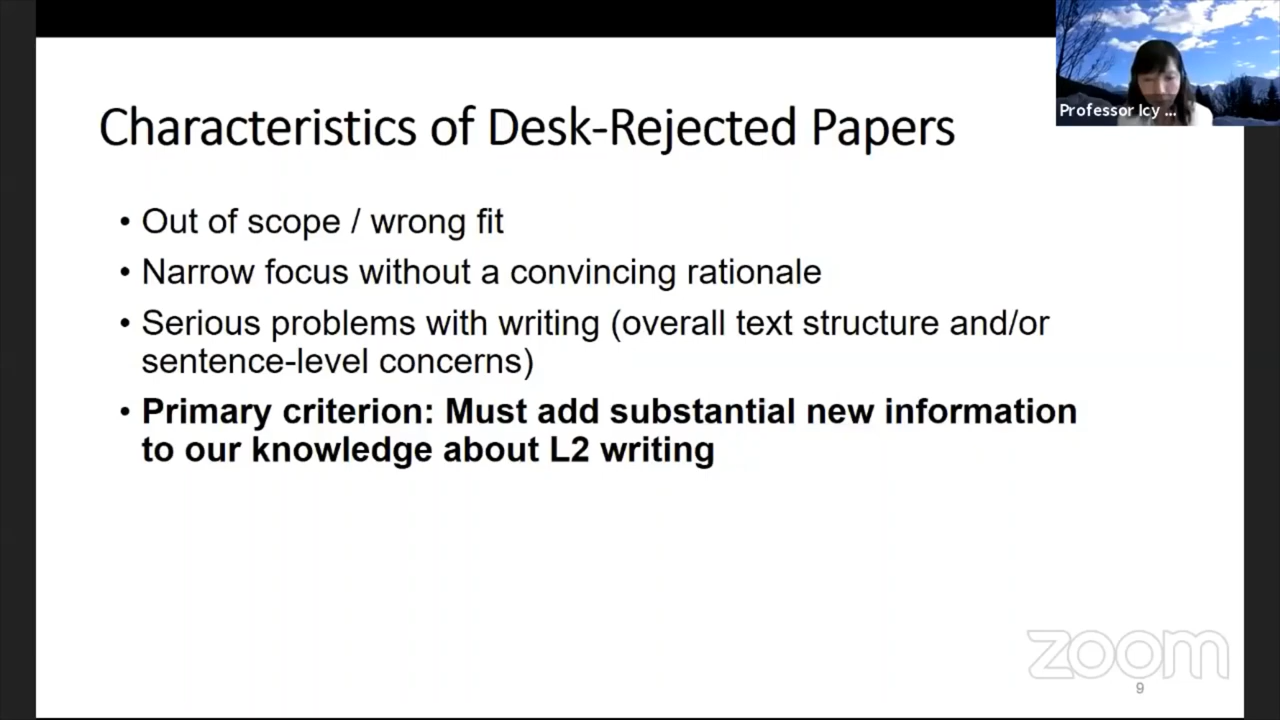 Professor Icy ...
Characteristics of Desk-Rejected Papers
• Out of scope / wrong fit
• Narrow focus without a convincing rationale
• Serious problems with writing (overall text structure and/or
sentence-level concerns)
• Primary criterion: Must add substantial new information
to our knowledge about L2 writing
zoom
9